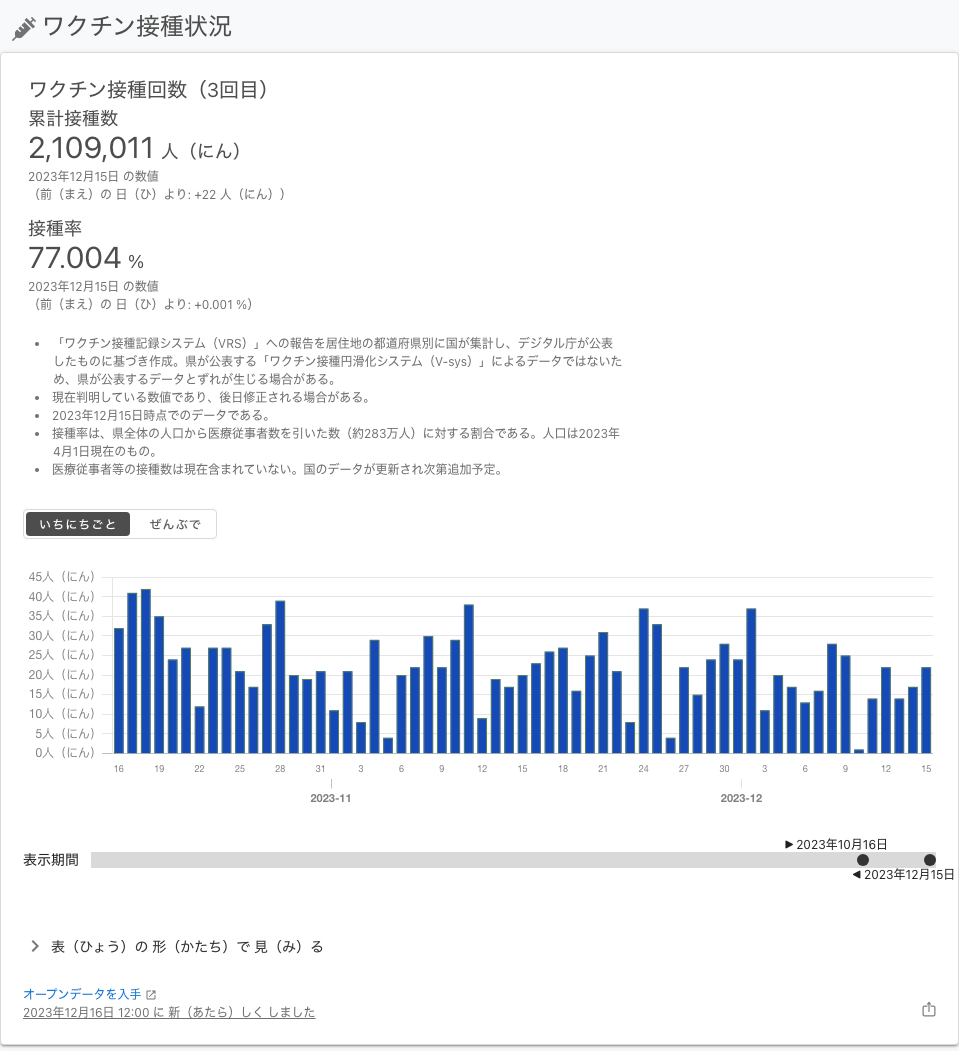 ワクチン接種状況
ワクチン接種回数（3回目）
累計接種数
2,109,011 人（にん）
2023年12月15日 の数値
（前（まえ）の 日（ひ）より: +22 人（にん））
接種率
77.004 %
2023年12月15日 の数値
（前（まえ）の 日（ひ）より: +0.001 %）
• 「ワクチン接種記録システム（VRS）」への報告を居住地の都道府県別に国が集計し、デジタル庁が公表
したものに基づき作成。県が公表する「ワクチン接種円滑化システム（V-sys）」によるデータではないた
め、県が公表するデータとずれが生じる場合がある。
• 現在判明している数値であり、後日修正される場合がある。
• 2023年12月15日時点でのデータである。
• 接種率は、県全体の人口から医療従事者数を引いた数（約283万人）に対する割合である。人口は2023年
4月1日現在のもの。
• 医療従事者等の接種数は現在含まれていない。国のデータが更新され次第追加予定。
いちにちごと ぜんぶで
45人（にん）
40人（にん）
35人（にん）
30人（にん）
25人（にん）
20人（にん）
15人（にん）
10人（にん）
5人（にん）
0人（にん）
16 19 22 25 28 31 3 6 9 12 15 18 21 24 27 30 3 6 9 12 15
2023-11 2023-12
▶ 2023年10月16日
表示期間
◀ 2023年12月15日
表（ひょう）の 形（かたち）で 見（み）る
オープンデータを入手
2023年12月16日 12:00 に 新（あたら）しく しました